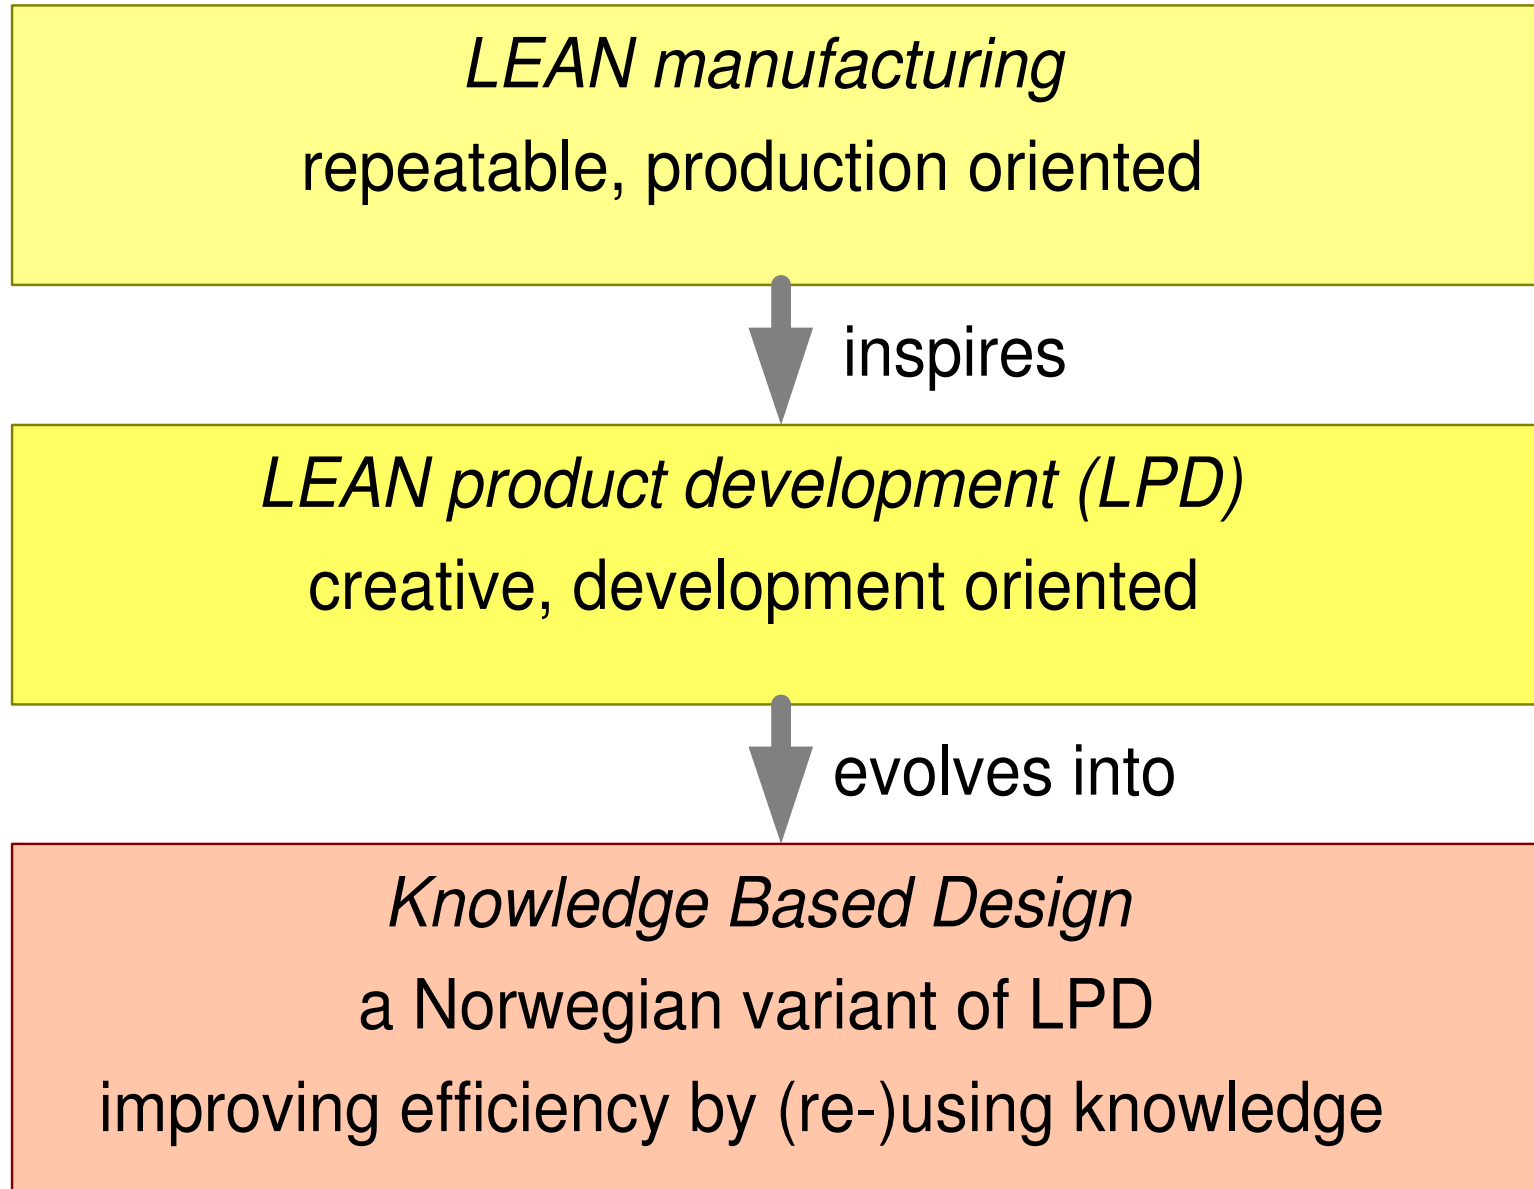 LEAN manufacturing
repeatable, production oriented
inspires
LEAN product development (LPD)
creative, development oriented
evolves into
Knowledge Based Design
a Norwegian variant of LPD
improving efficiency by (re-)using knowledge